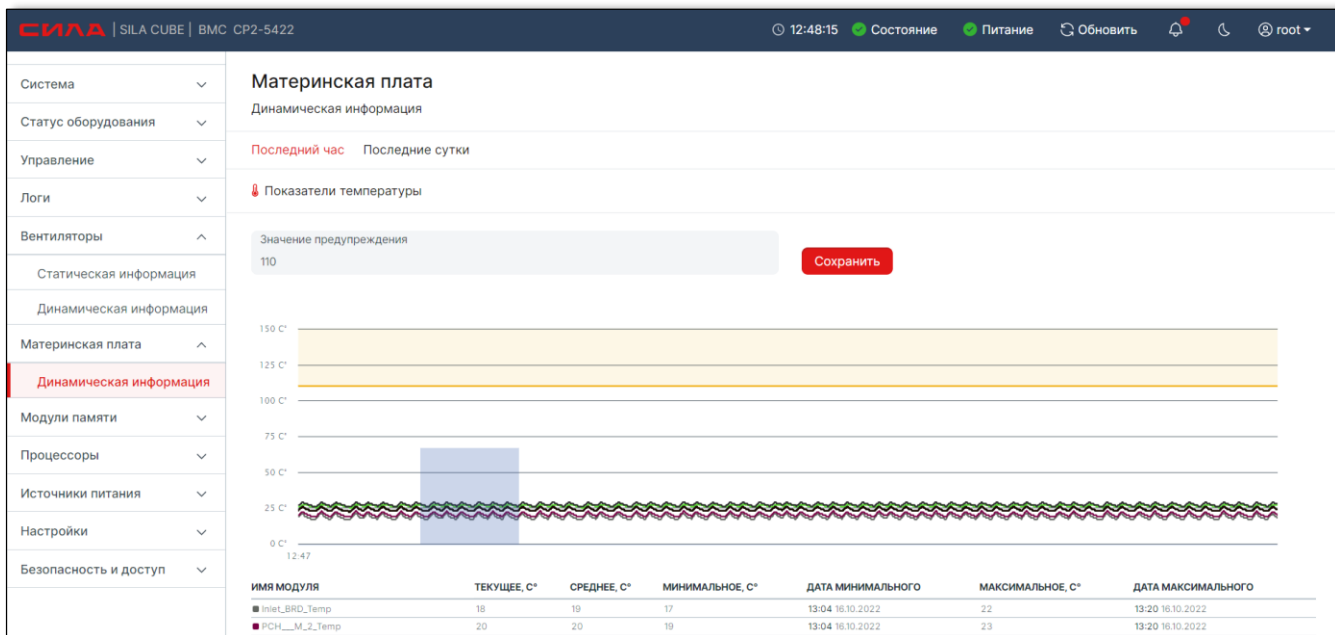 СИЛА | SILA CUBE | BMC CP2-5422
12:48:15 Состояние Питание Обновить root
Система
Статус оборудования
Управление
Логи
Вентиляторы
Статическая информация
Динамическая информация
Материнская плата
Динамическая информация
Модули памяти
Процессоры
Источники питания
Настройки
Безопасность и доступ
Материнская плата
Динамическая информация
Последний час Последние сутки
Показатели температуры
Значение предупреждения
110
Сохранить
150 C°
125 C°
100 C°
75 C°
50 C°
25 C°
0 C°
12:47
ИМЯ МОДУЛЯ ТЕКУЩЕЕ, C° СРЕДНЕЕ, C° МИНИМАЛЬНОЕ, C° ДАТА МИНИМАЛЬНОГО МАКСИМАЛЬНОЕ, C° ДАТА МАКСИМАЛЬНОГО
Inlet_BRD_Temp 18 19 17 13:04 16.10.2022 22 13:20 16.10.2022
PCH__M_2_Temp 20 20 19 13:04 16.10.2022 23 13:20 16.10.2022